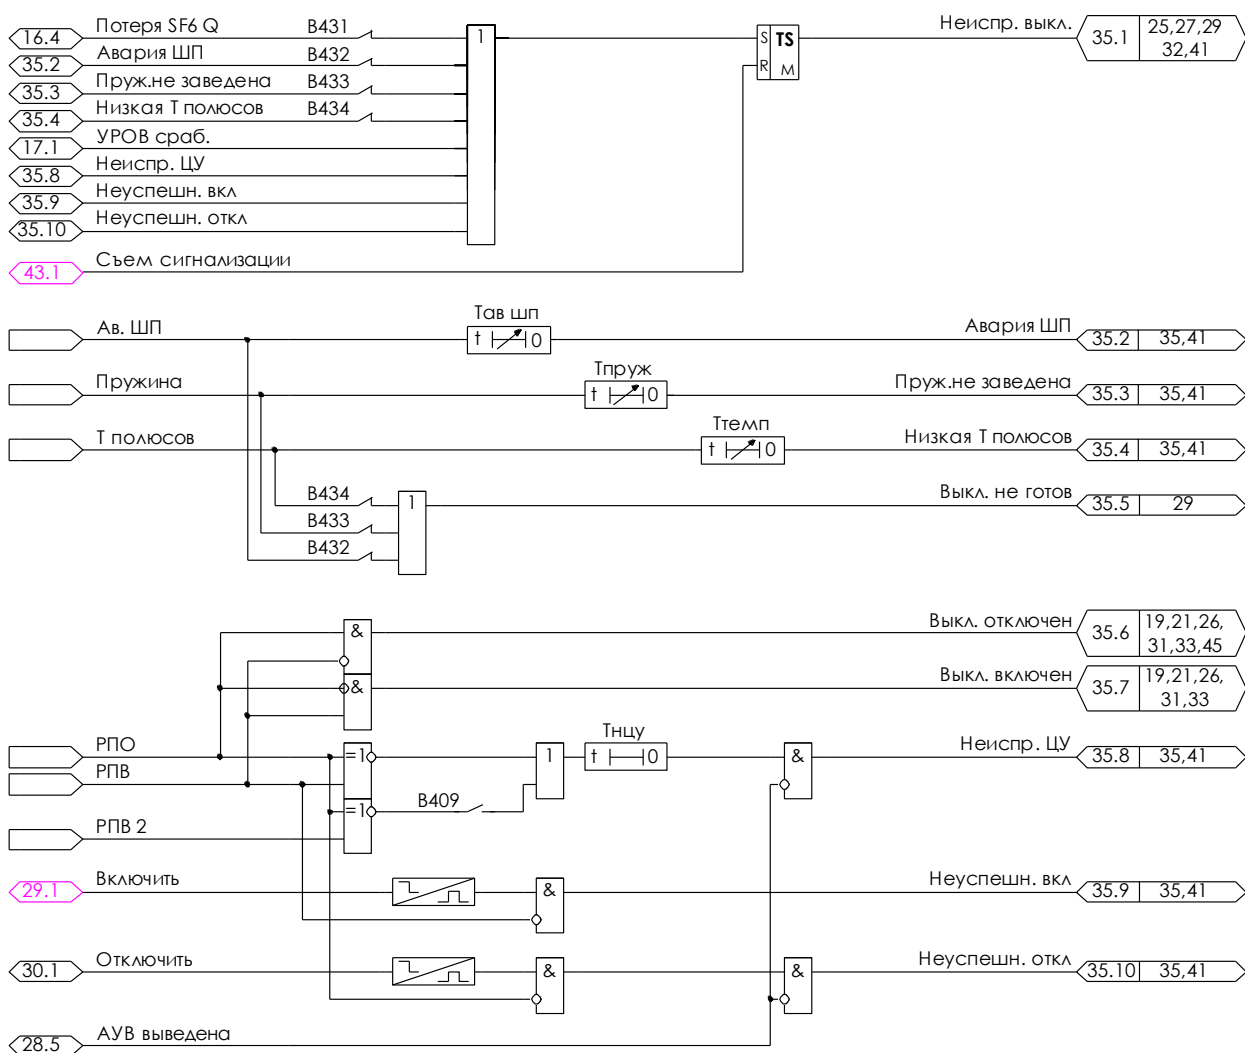 16.4 Потеря SF6 Q B431 1 S TS Неиспр. выкл. 35.1 25,27,29
32,41
35.2 Авария ШП B432 R M
35.3 Пруж.не заведена B433
35.4 Низкая Т полюсов B434
17.1 УРОВ сраб.
35.8 Неиспр. ЦУ
35.9 Неуспешн. вкл
35.10 Неуспешн. откл
43.1 Съем сигнализации
Тав шп
Ав. ШП t 0 Авария ШП 35.2 35,41
Тпруж
Пружина t 0 Пруж.не заведена 35.3 35,41
Ттемп
Т полюсов t 0 Низкая Т полюсов 35.4 35,41
B434 1 Выкл. не готов 35.5 29
B433
B432
& Выкл. отключен 35.6 19,21,26,
31,33,45
& Выкл. включен 35.7 19,21,26,
31,33
Тнцу
РПО =1 1 t 0 & Неиспр. ЦУ 35.8 35,41
РПВ
=1 B409
РПВ 2
29.1 Включить & Неуспешн. вкл 35.9 35,41
30.1 Отключить & & Неуспешн. откл 35.10 35,41
28.5 АУВ выведена